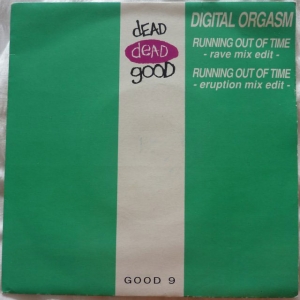 dEAD
dEAD
good
DIGITAL ORGASM
RUNNING OUT OF TIME
- rave mix edit -
RUNNING OUT OF TIME
- eruption mix edit -
GOOD 9